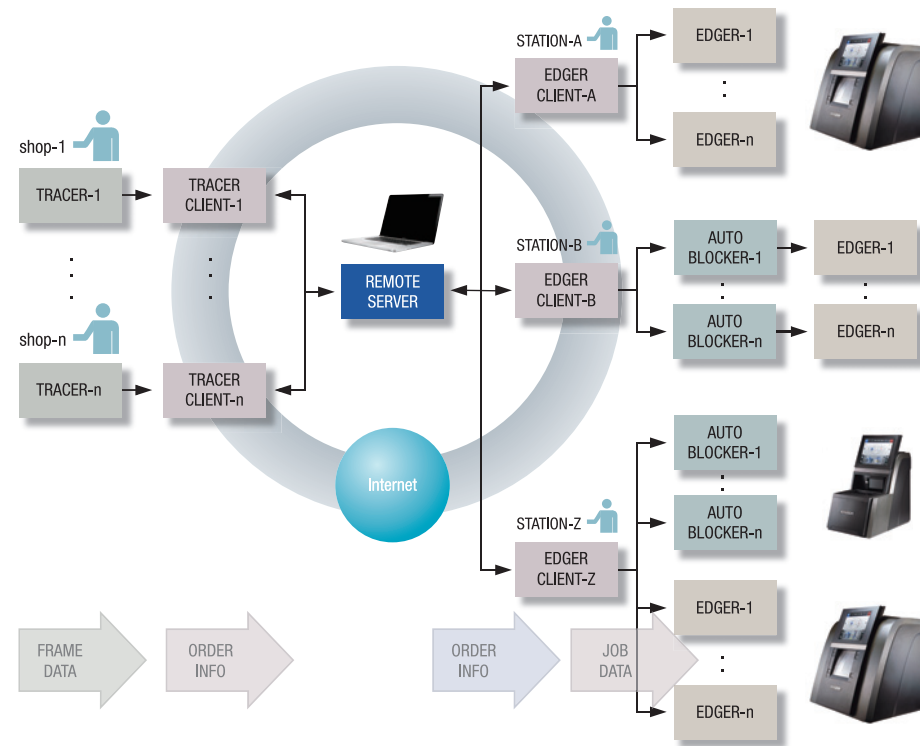 STATION-A
EDGER
CLIENT-A
EDGER-1
:
EDGER-n
shop-1
TRACER-1
TRACER
CLIENT-1
:
:
shop-n
TRACER-n
TRACER
CLIENT-n
REMOTE
SERVER
STATION-B
EDGER
CLIENT-B
AUTO
BLOCKER-1
EDGER-1
:
:
AUTO
BLOCKER-n
EDGER-n
Internet
STATION-Z
EDGER
CLIENT-Z
AUTO
BLOCKER-1
:
AUTO
BLOCKER-n
EDGER-1
:
EDGER-n
FRAME
DATA
ORDER
INFO
ORDER
INFO
JOB
DATA